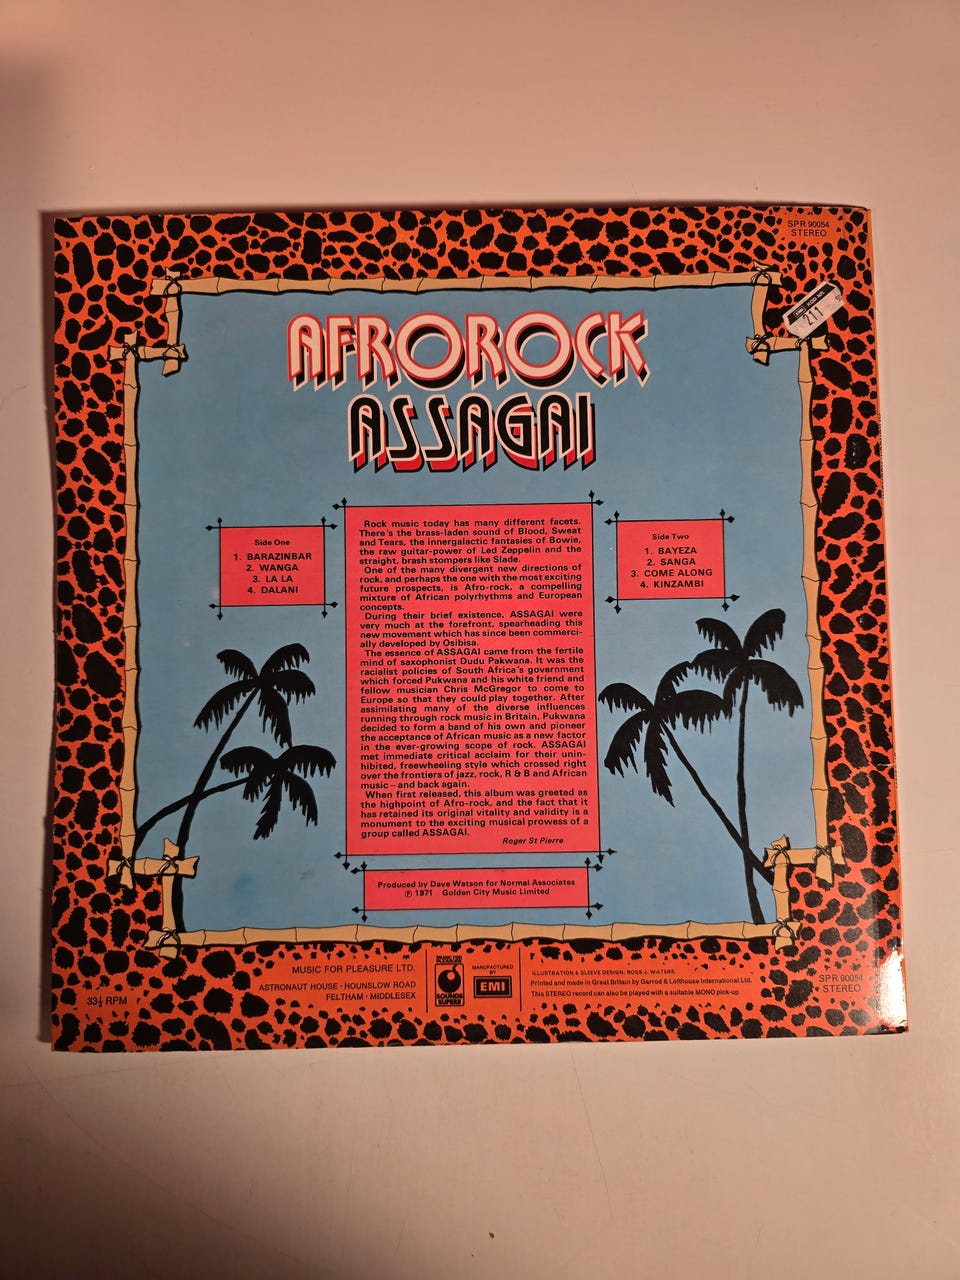 SPR 90054
STEREO
211
AFROROCK
ASSAGAI
Side One
1. BARAZINBAR
2. WANGA
3. LA LA
4. DALANI
Rock music today has many different facets.
There's the brass-laden sound of Blood, Sweat
and Tears, the innergalactic fantasies of Bowie,
the raw guitar-power of Led Zeppelin and the
straight, brash stompers like Slade.
One of the many divergent new directions of
rock, and perhaps the one with the most exciting
future prospects, is Afro-rock, a compelling
mixture of African polyrhythms and European
concepts.
During their brief existence, ASSAGAI were
very much at the forefront, spearheading this
new movement which has since been commerci-
ally developed by Osibisa.
The essence of ASSAGAI came from the fertile
mind of saxophonist Dudu Pakwana. It was the
racialist policies of South Africa's government
which forced Pukwana and his white friend and
fellow musician Chris McGregor to come to
Europe so that they could play together. After
assimilating many of the diverse influences
running through rock music in Britain, Pukwana
decided to form a band of his own and pioneer
the acceptance of African music as a new factor
in the ever-growing scope of rock. ASSAGAI
met immediate critical acclaim for their unin-
hibited, freewheeling style which crossed right
over the frontiers of jazz, rock, R & B and African
music – and back again.
When first released, this album was greeted as
the highpoint of Afro-rock, and the fact that it
has retained its original vitality and validity is a
monument to the exciting musical prowess of a
group called ASSAGAI.
Roger St Pierre
Side Two
1. BAYEZA
2. SANGA
3. COME ALONG
4. KINZAMBI
Produced by Dave Watson for Normal Associates
℗ 1971 Golden City Music Limited
33⅓ RPM
MUSIC FOR PLEASURE LTD.
ASTRONAUT HOUSE · HOUNSLOW ROAD
FELTHAM · MIDDLESEX
MUSIC FOR
PLEASURE
SOUNDS
SUPERB
MANUFACTURED
BY
EMI
ILLUSTRATION & SLEEVE DESIGN: ROSS J. WATERS
Printed and made in Great Britain by Garrod & Lofthouse International Ltd.
This STEREO record can also be played with a suitable MONO pick-up
SPR 90054
STEREO